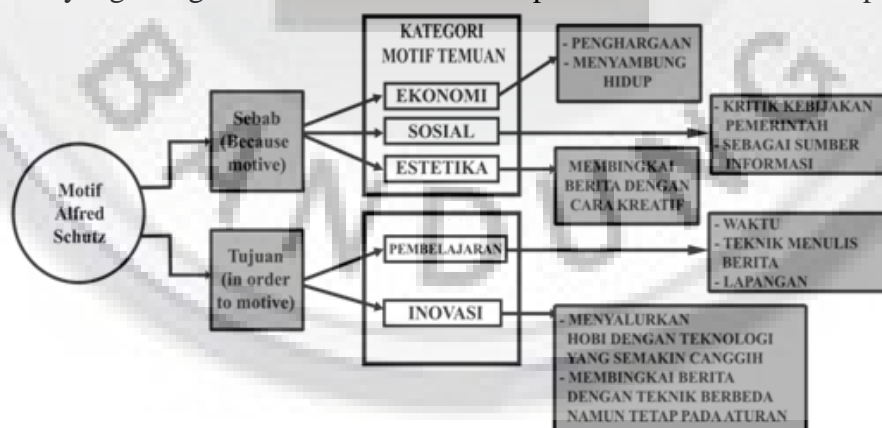 KATEGORI
MOTIF TEMUAN
- PENGHARGAAN
- MENYAMBUNG
HIDUP
EKONOMI
Sebab
(Because
motive)
SOSIAL
- KRITIK KEBIJAKAN
PEMERINTAH
- SEBAGAI SUMBER
INFORMASI
ESTETIKA
MEMBINGKAI
BERITA DENGAN
CARA KREATIF
Motif
Alfred
Schutz
Tujuan
(in order
to motive)
PEMBELAJARAN
- WAKTU
- TEKNIK MENULIS
BERITA
- LAPANGAN
INOVASI
- MENYALURKAN
HOBI DENGAN TEKNOLOGI
YANG SEMAKIN CANGGIH
- MEMBINGKAI BERITA
DENGAN TEKNIK BERBEDA
NAMUN TETAP PADA ATURAN
BANDUNG